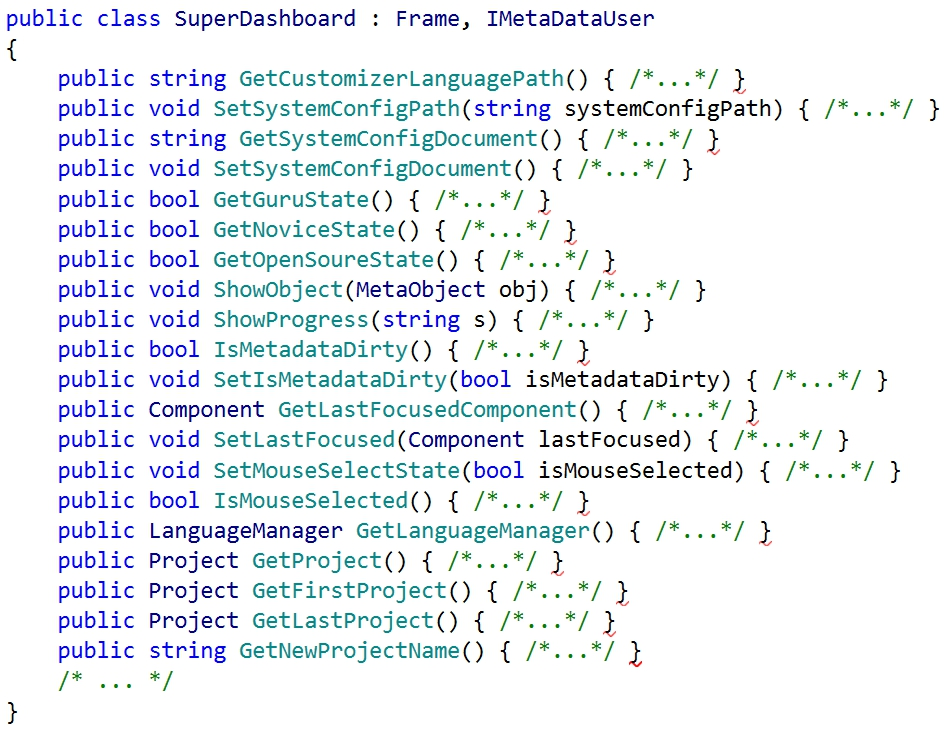 public class SuperDashboard : Frame, IMetaDataUser
{
    public string GetCustomizerLanguagePath() { /*...*/ }
    public void SetSystemConfigPath(string systemConfigPath) { /*...*/ }
    public string GetSystemConfigDocument() { /*...*/ }
    public void SetSystemConfigDocument() { /*...*/ }
    public bool GetGuruState() { /*...*/ }
    public bool GetNoviceState() { /*...*/ }
    public bool GetOpenSoureState() { /*...*/ }
    public void ShowObject(MetaObject obj) { /*...*/ }
    public void ShowProgress(string s) { /*...*/ }
    public bool IsMetadataDirty() { /*...*/ }
    public void SetIsMetadataDirty(bool isMetadataDirty) { /*...*/ }
    public Component GetLastFocusedComponent() { /*...*/ }
    public void SetLastFocused(Component lastFocused) { /*...*/ }
    public void SetMouseSelectState(bool isMouseSelected) { /*...*/ }
    public bool IsMouseSelected() { /*...*/ }
    public LanguageManager GetLanguageManager() { /*...*/ }
    public Project GetProject() { /*...*/ }
    public Project GetFirstProject() { /*...*/ }
    public Project GetLastProject() { /*...*/ }
    public string GetNewProjectName() { /*...*/ }
    /* ... */
}